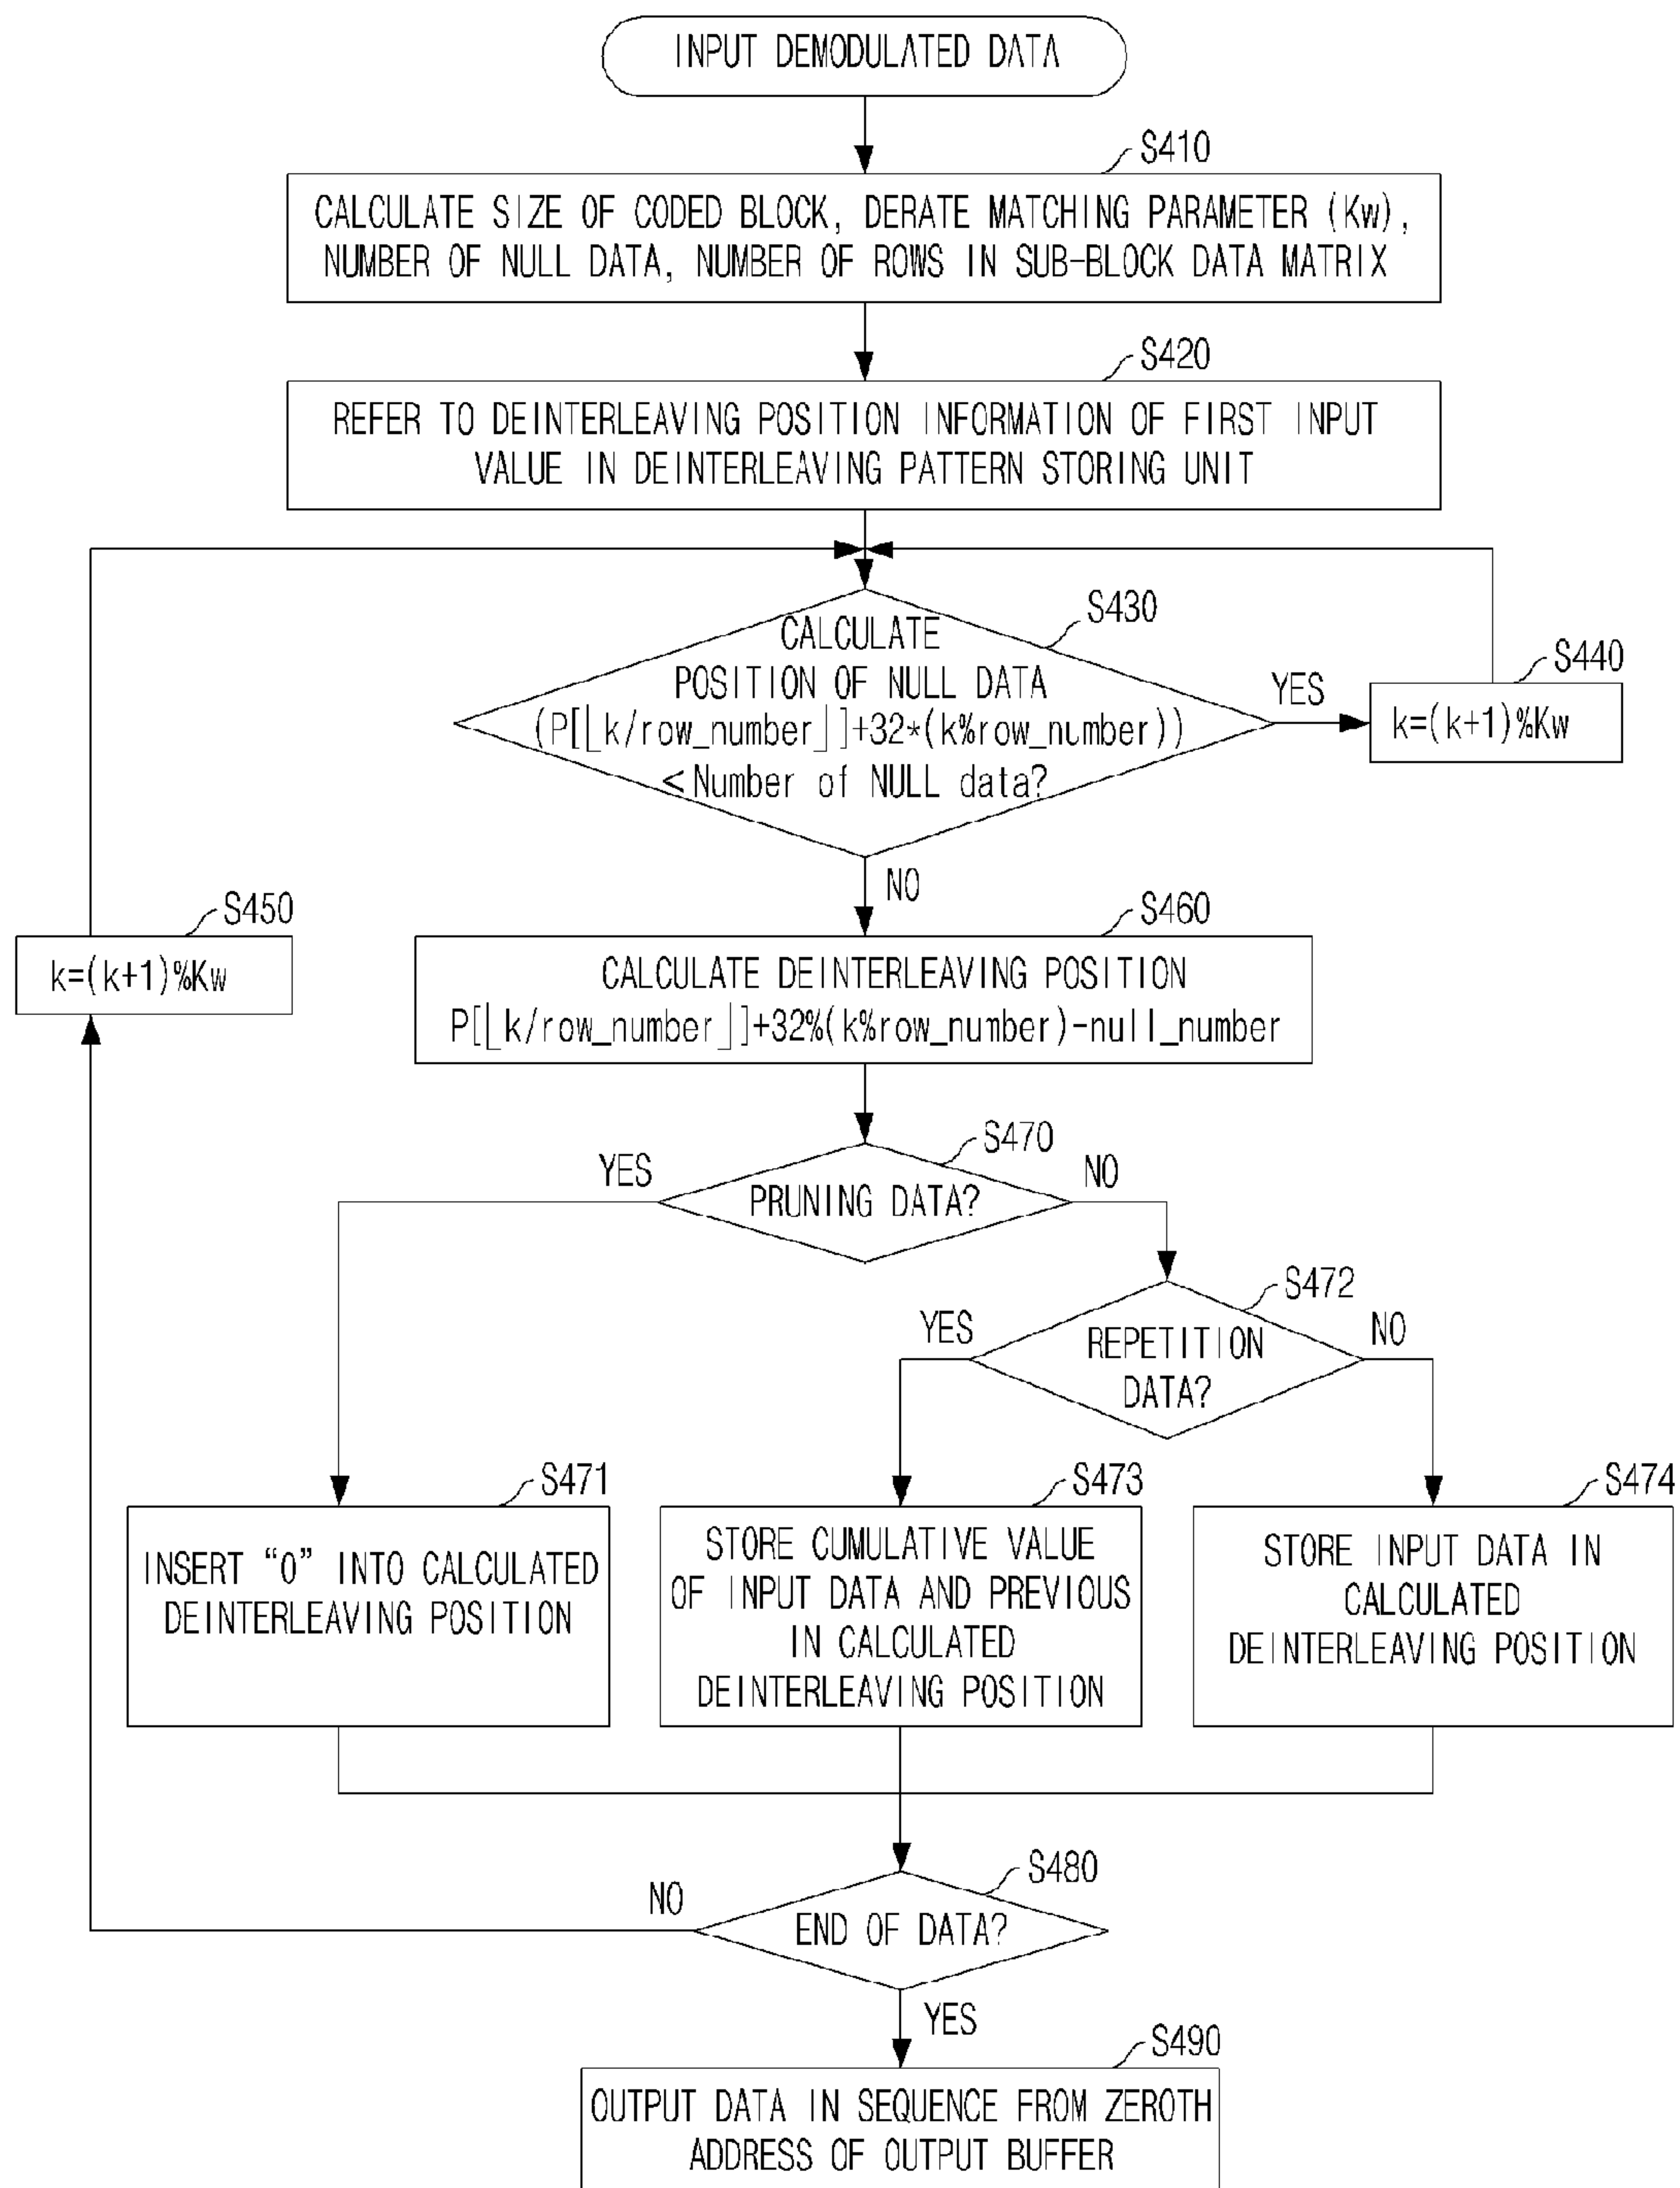 INPUT DEMODULATED DATA
S410
CALCULATE SIZE OF CODED BLOCK, DERATE MATCHING PARAMETER (Kw),
NUMBER OF NULL DATA, NUMBER OF ROWS IN SUB-BLOCK DATA MATRIX
S420
REFER TO DEINTERLEAVING POSITION INFORMATION OF FIRST INPUT
VALUE IN DEINTERLEAVING PATTERN STORING UNIT
S430
CALCULATE
POSITION OF NULL DATA
(P[⌊k/row_number⌋]+32*(k%row_number))
<Number of NULL data?
YES
S440
k=(k+1)%Kw
NO
S450
k=(k+1)%Kw
S460
CALCULATE DEINTERLEAVING POSITION
P[⌊k/row_number⌋]+32%(k%row_number)-null_number
S470
YES
PRUNING DATA?
NO
S472
YES
REPETITION
DATA?
NO
S471
INSERT “0” INTO CALCULATED
DEINTERLEAVING POSITION
S473
STORE CUMULATIVE VALUE
OF INPUT DATA AND PREVIOUS
IN CALCULATED
DEINTERLEAVING POSITION
S474
STORE INPUT DATA IN
CALCULATED
DEINTERLEAVING POSITION
S480
NO
END OF DATA?
YES
S490
OUTPUT DATA IN SEQUENCE FROM ZEROTH
ADDRESS OF OUTPUT BUFFER